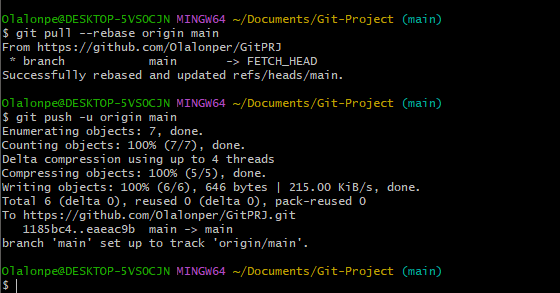 Olalonpe@DESKTOP-5VSOCJN MINGW64 ~/Documents/Git-Project (main)
$ git pull --rebase origin main
From https://github.com/Olalonper/GitPRJ
 * branch            main       -> FETCH_HEAD
Successfully rebased and updated refs/heads/main.

Olalonpe@DESKTOP-5VSOCJN MINGW64 ~/Documents/Git-Project (main)
$ git push -u origin main
Enumerating objects: 7, done.
Counting objects: 100% (7/7), done.
Delta compression using up to 4 threads
Compressing objects: 100% (5/5), done.
Writing objects: 100% (6/6), 646 bytes | 215.00 KiB/s, done.
Total 6 (delta 0), reused 0 (delta 0), pack-reused 0
To https://github.com/Olalonper/GitPRJ.git
   1185bc4..eaeac9b  main -> main
branch 'main' set up to track 'origin/main'.

Olalonpe@DESKTOP-5VSOCJN MINGW64 ~/Documents/Git-Project (main)
$